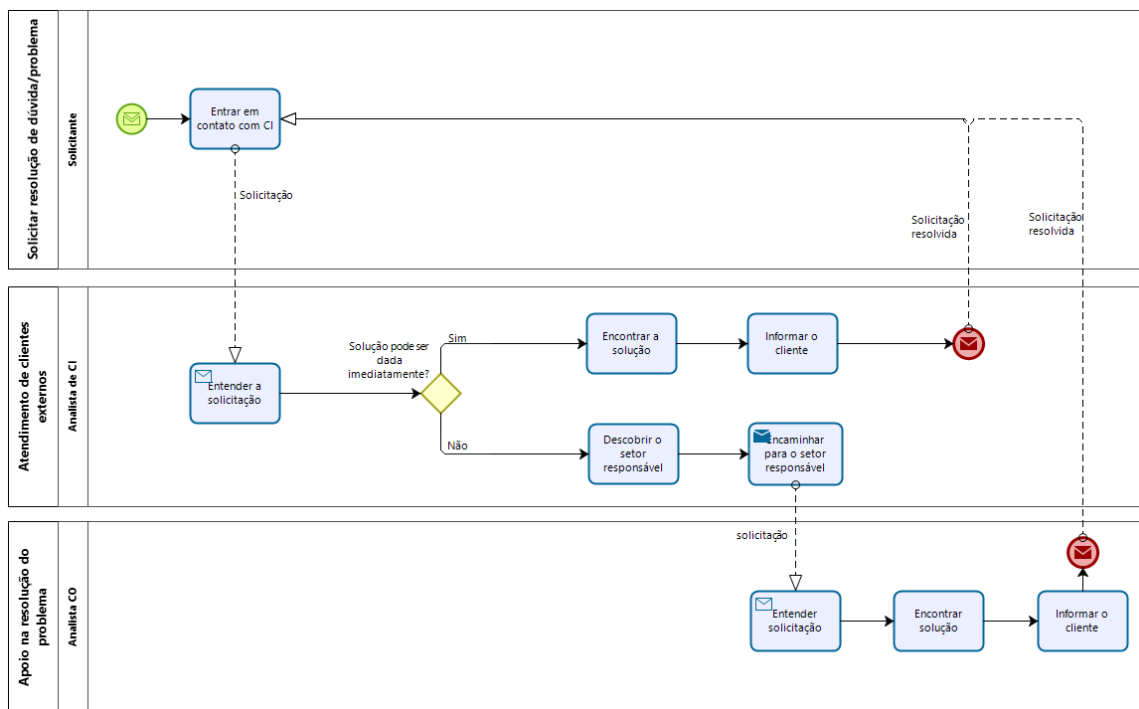 Solicitar resolução de dúvida/problema
Solicitante
Entrar em
contato com CI
Solicitação
Solicitação
resolvida
Solicitação
resolvida
Atendimento de clientes
externos
Analista de CI
Entender a
solicitação
Solução pode ser
dada
imediatamente?
Sim
Encontrar a
solução
Informar o
cliente
Não
Descobrir o
setor
responsável
Encaminhar
para o setor
responsável
solicitação
Apoio na resolução do
problema
Analista CO
Entender
solicitação
Encontrar
solução
Informar o
cliente